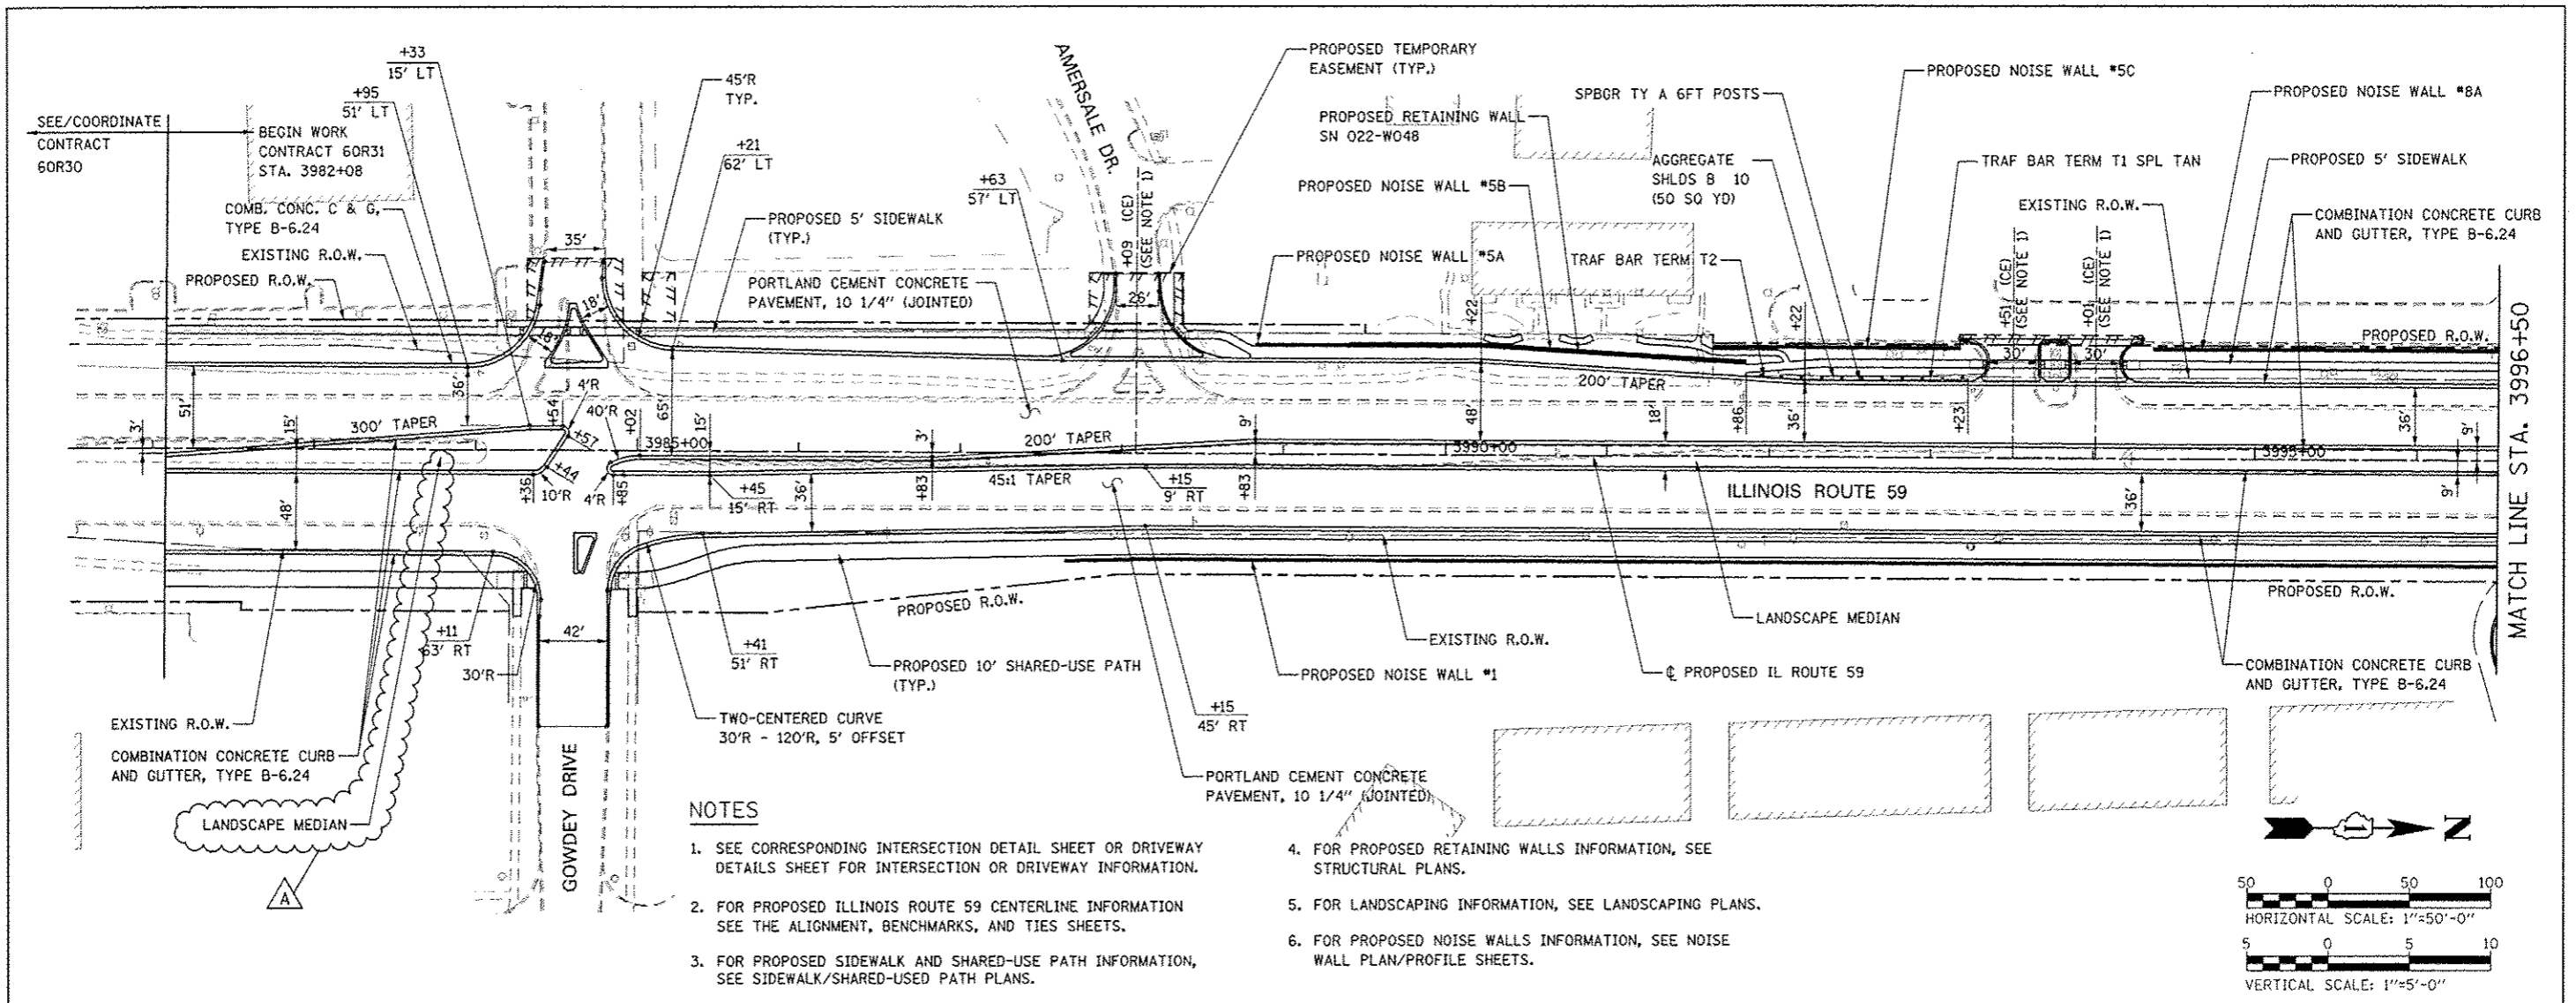 SEE/COORDINATE
CONTRACT
60R30
BEGIN WORK
CONTRACT 60R31
STA. 3982+08
+33
15' LT
+95
51' LT
COMB. CONC. C & G,
TYPE B-6.24
EXISTING R.O.W.
PROPOSED R.O.W.
45'R
TYP.
+21
62' LT
35'
18'
18'
PROPOSED 5' SIDEWALK
(TYP.)
PORTLAND CEMENT CONCRETE
PAVEMENT, 10 1/4" (JOINTED)
+63
57' LT
AMERSALE DR.
+09 (CE)
(SEE NOTE 1)
26'
PROPOSED TEMPORARY
EASEMENT (TYP.)
PROPOSED RETAINING WALL
SN 022-W048
PROPOSED NOISE WALL #5B
PROPOSED NOISE WALL #5A
SPBGR TY A 6FT POSTS
AGGREGATE
SHLDS B 10
(50 SQ YD)
TRAF BAR TERM T2
PROPOSED NOISE WALL #5C
TRAF BAR TERM T1 SPL TAN
EXISTING R.O.W.
PROPOSED NOISE WALL #8A
PROPOSED 5' SIDEWALK
COMBINATION CONCRETE CURB
AND GUTTER, TYPE B-6.24
+51 (CE)
(SEE NOTE 1)
+01 (CE)
(SEE NOTE 1)
30'
30'
PROPOSED R.O.W.
+22
+22
200' TAPER
48'
18'
+86
36'
+23
36'
9'
3'
51'
15'
300' TAPER
36'
+54
4'R
40'R
+57
+44
+02
65'
3985+00
15'
3'
200' TAPER
9'
3990+00
3995+00
48'
+36
10'R
4'R
+85
+45
15' RT
36'
+83
45:1 TAPER
+15
9' RT
+83
ILLINOIS ROUTE 59
36'
9'
MATCH LINE STA. 3996+50
PROPOSED R.O.W.
PROPOSED R.O.W.
+11
63' RT
30'R
42'
+41
51' RT
PROPOSED 10' SHARED-USE PATH
(TYP.)
TWO-CENTERED CURVE
30'R - 120'R, 5' OFFSET
+15
45' RT
PROPOSED NOISE WALL #1
EXISTING R.O.W.
℄ PROPOSED IL ROUTE 59
LANDSCAPE MEDIAN
COMBINATION CONCRETE CURB
AND GUTTER, TYPE B-6.24
PORTLAND CEMENT CONCRETE
PAVEMENT, 10 1/4" (JOINTED)
EXISTING R.O.W.
COMBINATION CONCRETE CURB
AND GUTTER, TYPE B-6.24
LANDSCAPE MEDIAN
A
GOWDEY DRIVE
NOTES
1. SEE CORRESPONDING INTERSECTION DETAIL SHEET OR DRIVEWAY
DETAILS SHEET FOR INTERSECTION OR DRIVEWAY INFORMATION.
2. FOR PROPOSED ILLINOIS ROUTE 59 CENTERLINE INFORMATION
SEE THE ALIGNMENT, BENCHMARKS, AND TIES SHEETS.
3. FOR PROPOSED SIDEWALK AND SHARED-USE PATH INFORMATION,
SEE SIDEWALK/SHARED-USED PATH PLANS.
4. FOR PROPOSED RETAINING WALLS INFORMATION, SEE
STRUCTURAL PLANS.
5. FOR LANDSCAPING INFORMATION, SEE LANDSCAPING PLANS.
6. FOR PROPOSED NOISE WALLS INFORMATION, SEE NOISE
WALL PLAN/PROFILE SHEETS.
N
50 0 50 100
HORIZONTAL SCALE: 1"=50'-0"
5 0 5 10
VERTICAL SCALE: 1"=5'-0"